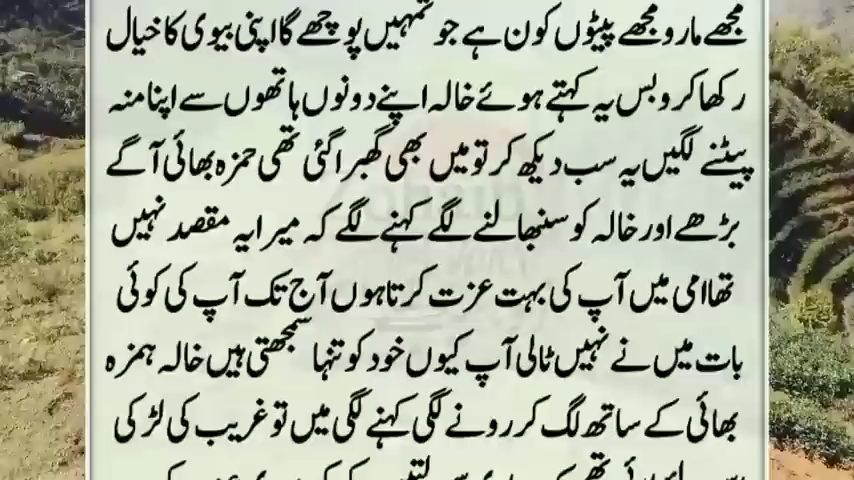 مجھے مارو مجھے پیٹوں کون ہے جو تمہیں پوچھے گا اپنی بیوی کا خیال
رکھا کرو بس یہ کہتے ہوئے خالہ اپنے دونوں ہاتھوں سے اپنا منہ
پیٹنے لگیں یہ سب دیکھ کر تو میں بھی گھبرا گئی تھی حمزہ بھائی آگے
بڑھے اور خالہ کو سنبھالنے لگے کہنے لگے کہ میرا یہ مقصد نہیں
تھا امی میں آپ کی بہت عزت کرتا ہوں آج تک آپ کی کوئی
بات میں نے نہیں ٹالی آپ کیوں خود کو تنہا سمجھتی ہیں خالہ ہمزہ
بھائی کے ساتھ لگ کر رونے لگی کہنے لگی میں تو غریب کی لڑکی